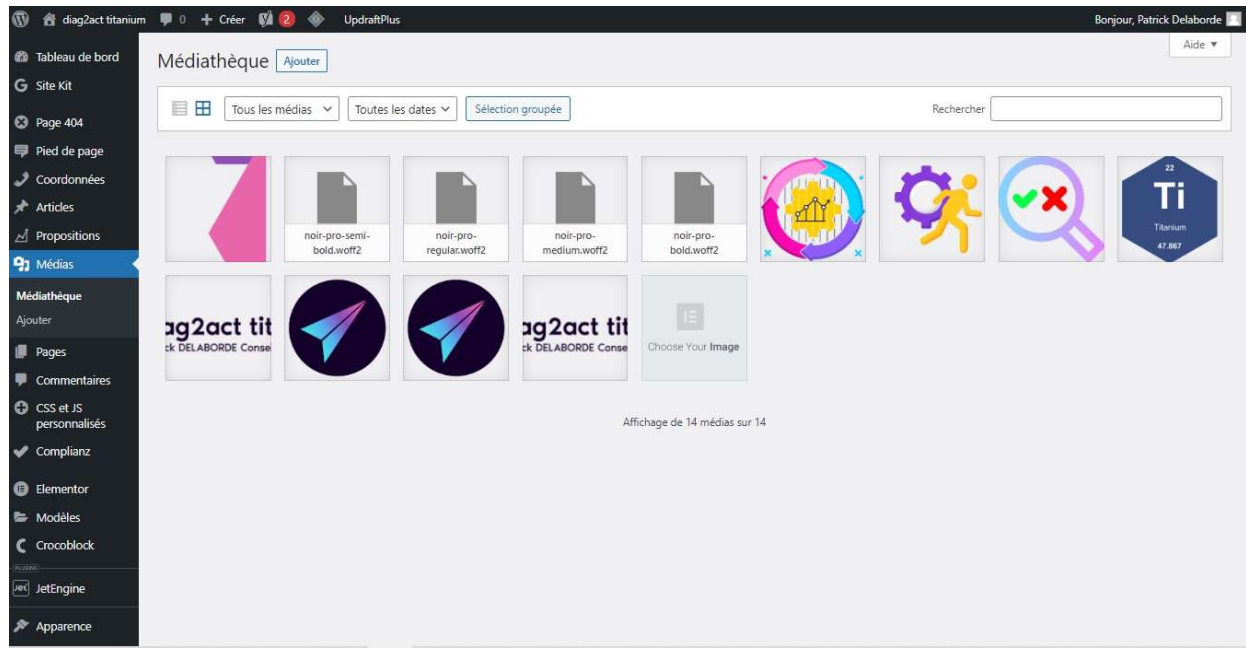 diag2act titanium 0 + Créer 2 UpdraftPlus Bonjour, Patrick Delaborde
Aide ▼
Tableau de bord
Site Kit
Page 404
Pied de page
Coordonnées
Articles
Propositions
Médias
Médiathèque
Ajouter
Pages
Commentaires
CSS et JS
personnalisés
Complianz
Elementor
Modèles
Crocoblock
PLUGINS
JetEngine
Apparence
Médiathèque Ajouter
Tous les médias Toutes les dates Sélection groupée Rechercher
noir-pro-semi-
bold.woff2
noir-pro-
regular.woff2
noir-pro-
medium.woff2
noir-pro-
bold.woff2
22
Ti
Titanium
47.867
ag2act tit
ck DELABORDE Conse
ag2act tit
ck DELABORDE Conse
Choose Your Image
Affichage de 14 médias sur 14